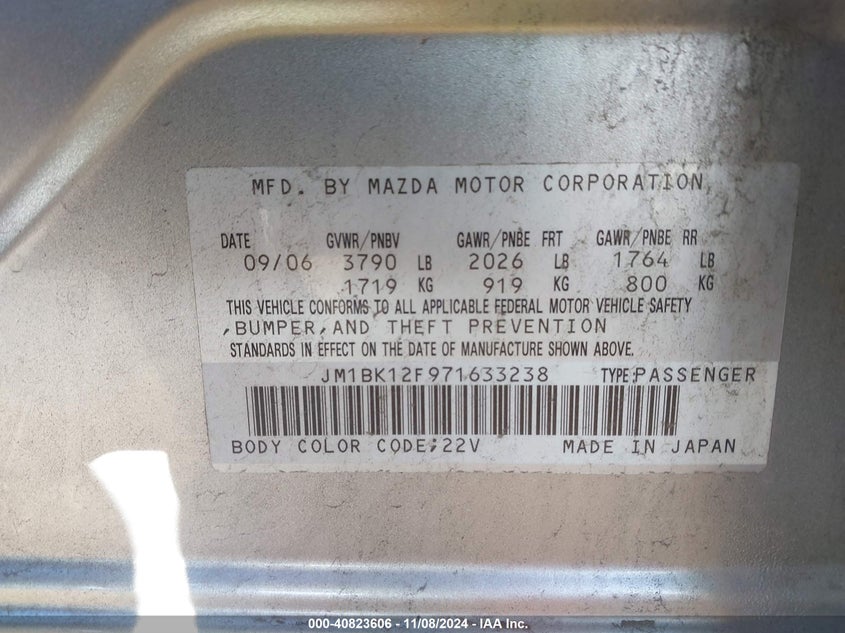 MFD. BY MAZDA MOTOR CORPORATION
DATE GVWR/PNBV GAWR/PNBE FRT GAWR/PNBE RR
09/06 3790 LB 2026 LB 1764 LB
1719 KG 919 KG 800 KG
THIS VEHICLE CONFORMS TO ALL APPLICABLE FEDERAL MOTOR VEHICLE SAFETY
,BUMPER,AND THEFT PREVENTION
STANDARDS IN EFFECT ON THE DATE OF MANUFACTURE SHOWN ABOVE.
JM1BK12F971633238 TYPE:PASSENGER
BODY COLOR CODE;22V MADE IN JAPAN
000-40823606 - 11/08/2024 - IAA Inc.